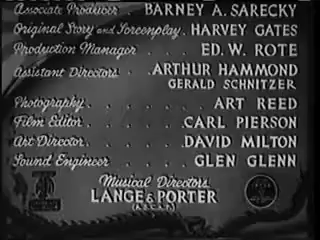 Associate Producer . BARNEY A. SARECKY
Original Story and Screenplay. HARVEY GATES
Production Manager . . ED. W. ROTE
Assistant Directors . . ARTHUR HAMMOND
GERALD SCHNITZER
Photography . . . . . ART REED
Film Editor . . . . CARL PIERSON
Art Director . . . . DAVID MILTON
Sound Engineer . . . . GLEN GLENN
Musical Directors
LANGE & PORTER
(A.S.C.A.P.)